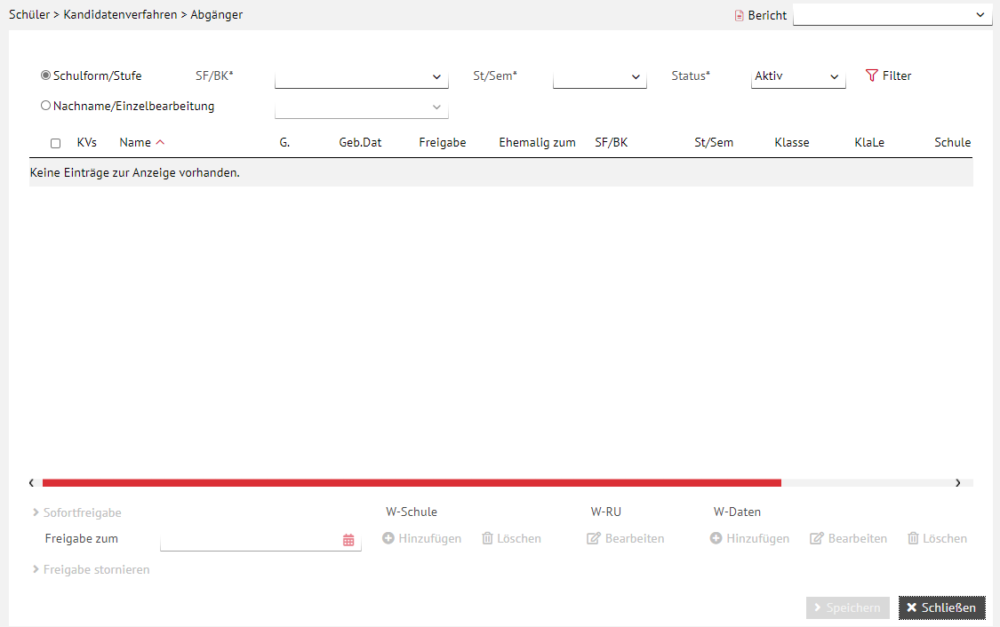 Schüler > Kandidatenverfahren > Abgänger Bericht
Schulform/Stufe SF/BK* St/Sem* Status* Aktiv Filter
Nachname/Einzelbearbeitung
KVs Name G. Geb.Dat Freigabe Ehemalig zum SF/BK St/Sem Klasse KlaLe Schule
Keine Einträge zur Anzeige vorhanden.
Sofortfreigabe W-Schule W-RU W-Daten
Freigabe zum Hinzufügen Löschen Bearbeiten Hinzufügen Bearbeiten Löschen
Freigabe stornieren
Speichern Schließen